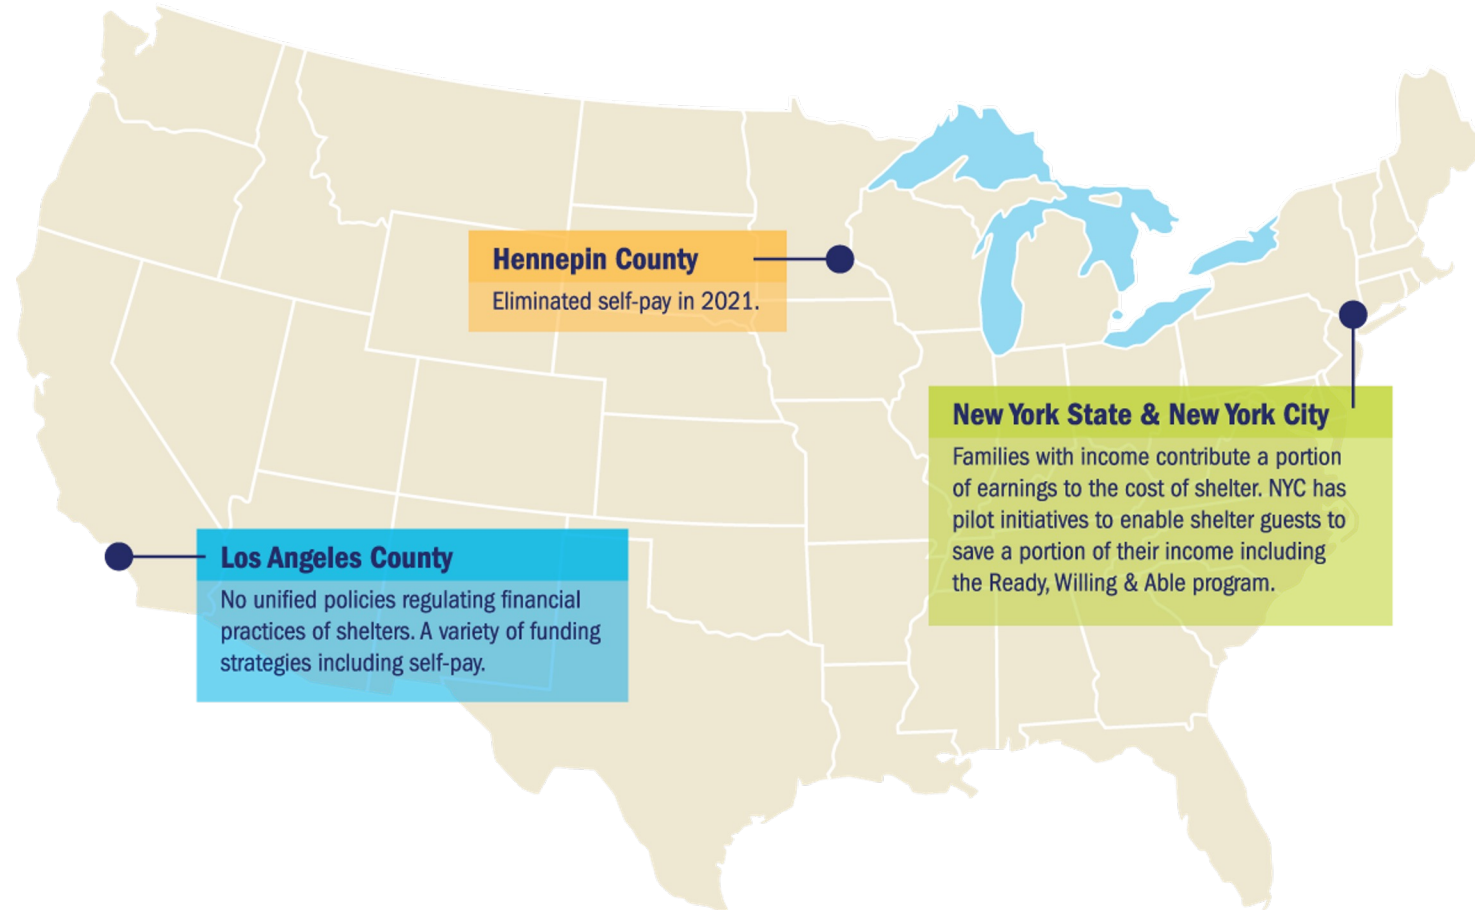 Hennepin County
Eliminated self-pay in 2021.
New York State & New York City
Families with income contribute a portion
of earnings to the cost of shelter. NYC has
pilot initiatives to enable shelter guests to
save a portion of their income including
the Ready, Willing & Able program.
Los Angeles County
No unified policies regulating financial
practices of shelters. A variety of funding
strategies including self-pay.